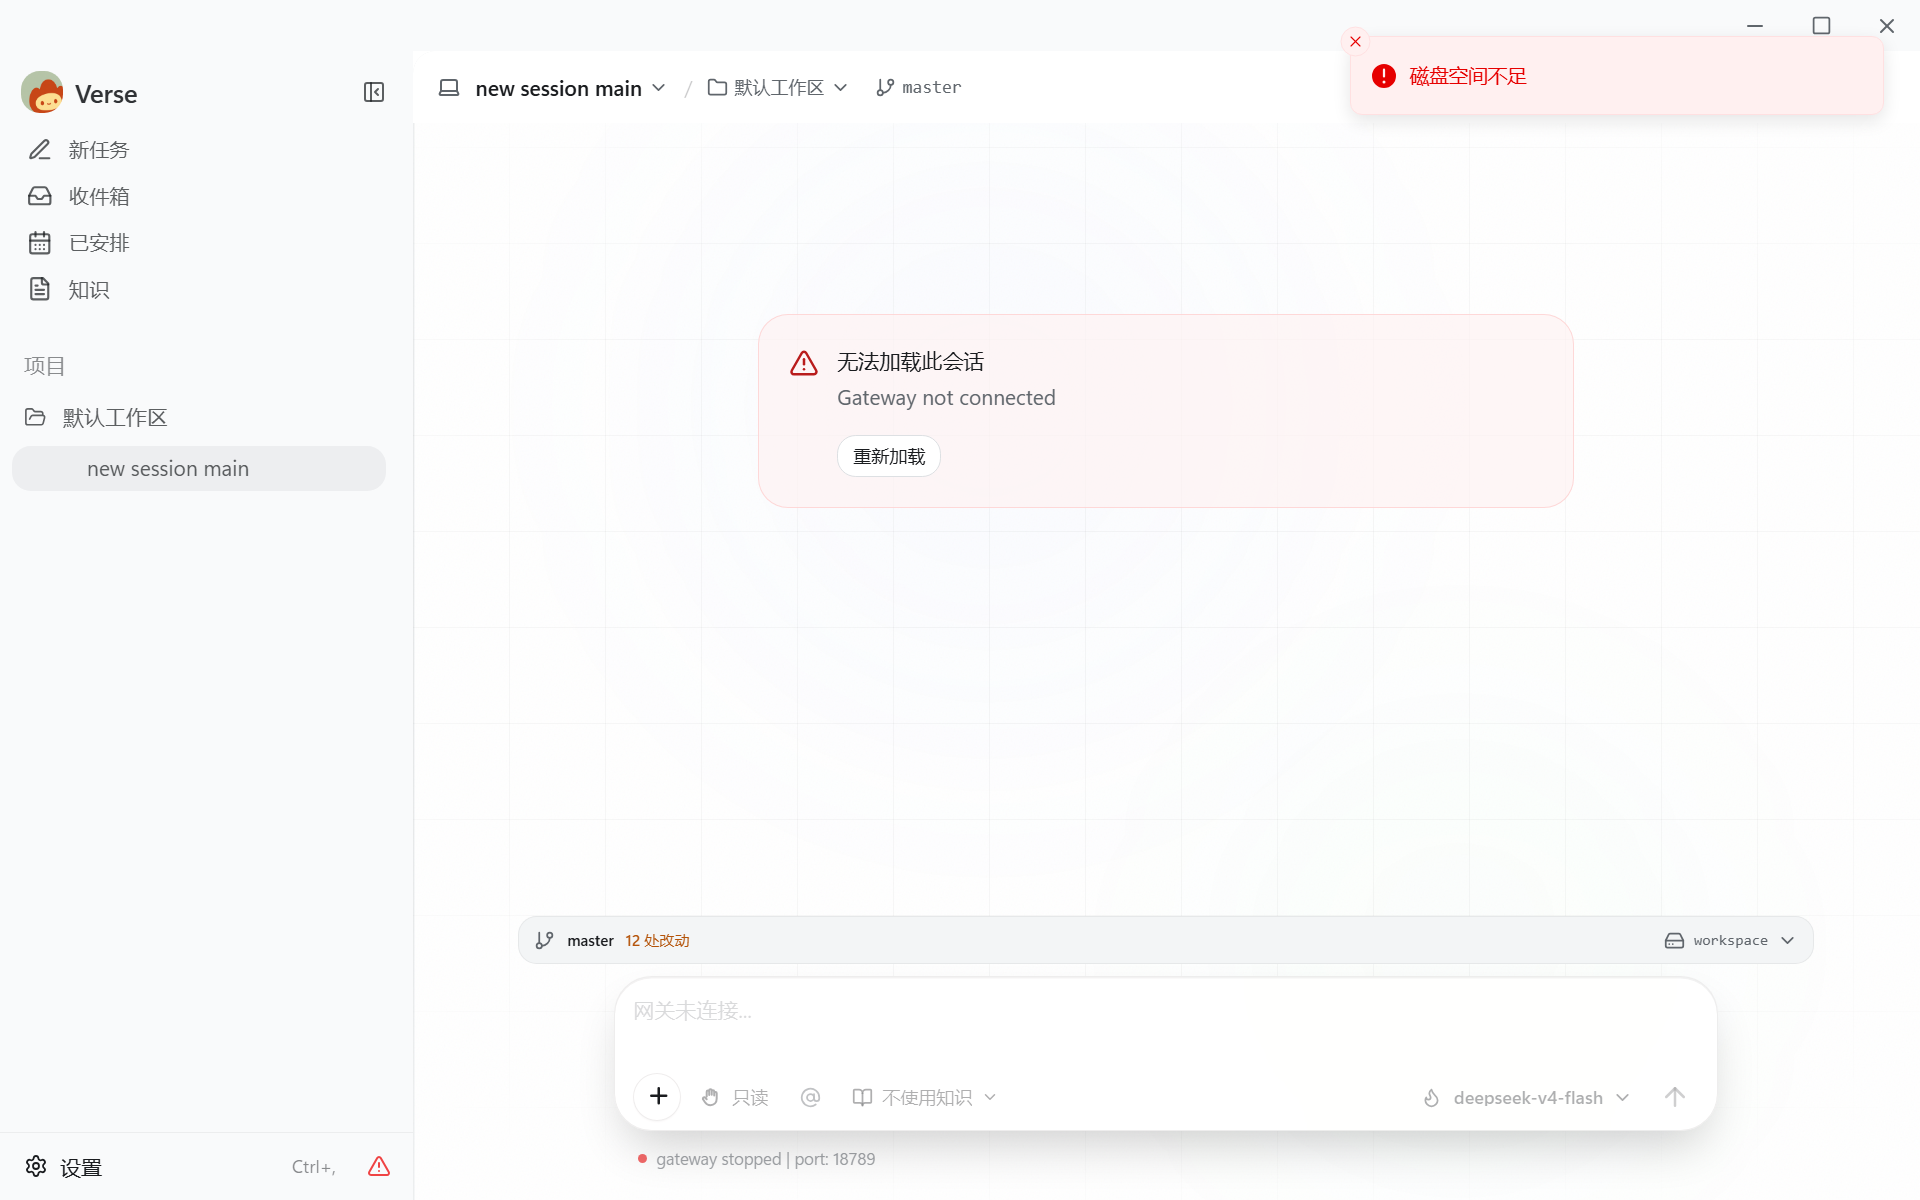 Verse
新任务
收件箱
已安排
知识
项目
默认工作区
new session main
设置 Ctrl+,
new session main / 默认工作区 master
磁盘空间不足
无法加载此会话
Gateway not connected
重新加载
master 12 处改动 workspace
网关未连接...
只读 @ 不使用知识 deepseek-v4-flash
gateway stopped | port: 18789